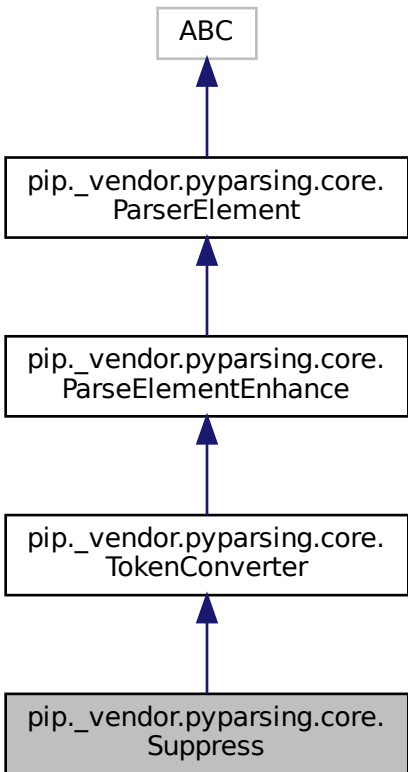 ABC
pip._vendor.pyparsing.core.
ParserElement
pip._vendor.pyparsing.core.
ParseElementEnhance
pip._vendor.pyparsing.core.
TokenConverter
pip._vendor.pyparsing.core.
Suppress